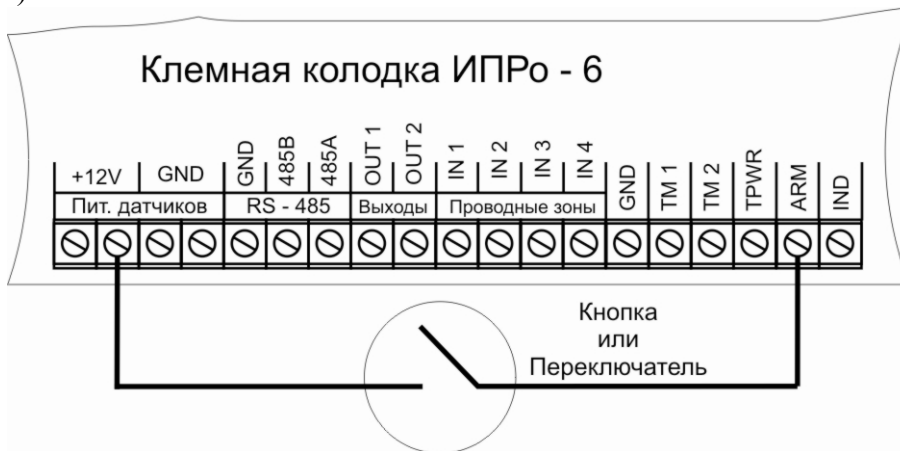 )
Клемная колодка ИПРо - 6
+12V GND GND 485B 485A OUT 1 OUT 2 IN 1 IN 2 IN 3 IN 4 GND TM 1 TM 2 TPWR ARM IND
Пит. датчиков RS - 485 Выходы Проводные зоны
Кнопка
или
Переключатель